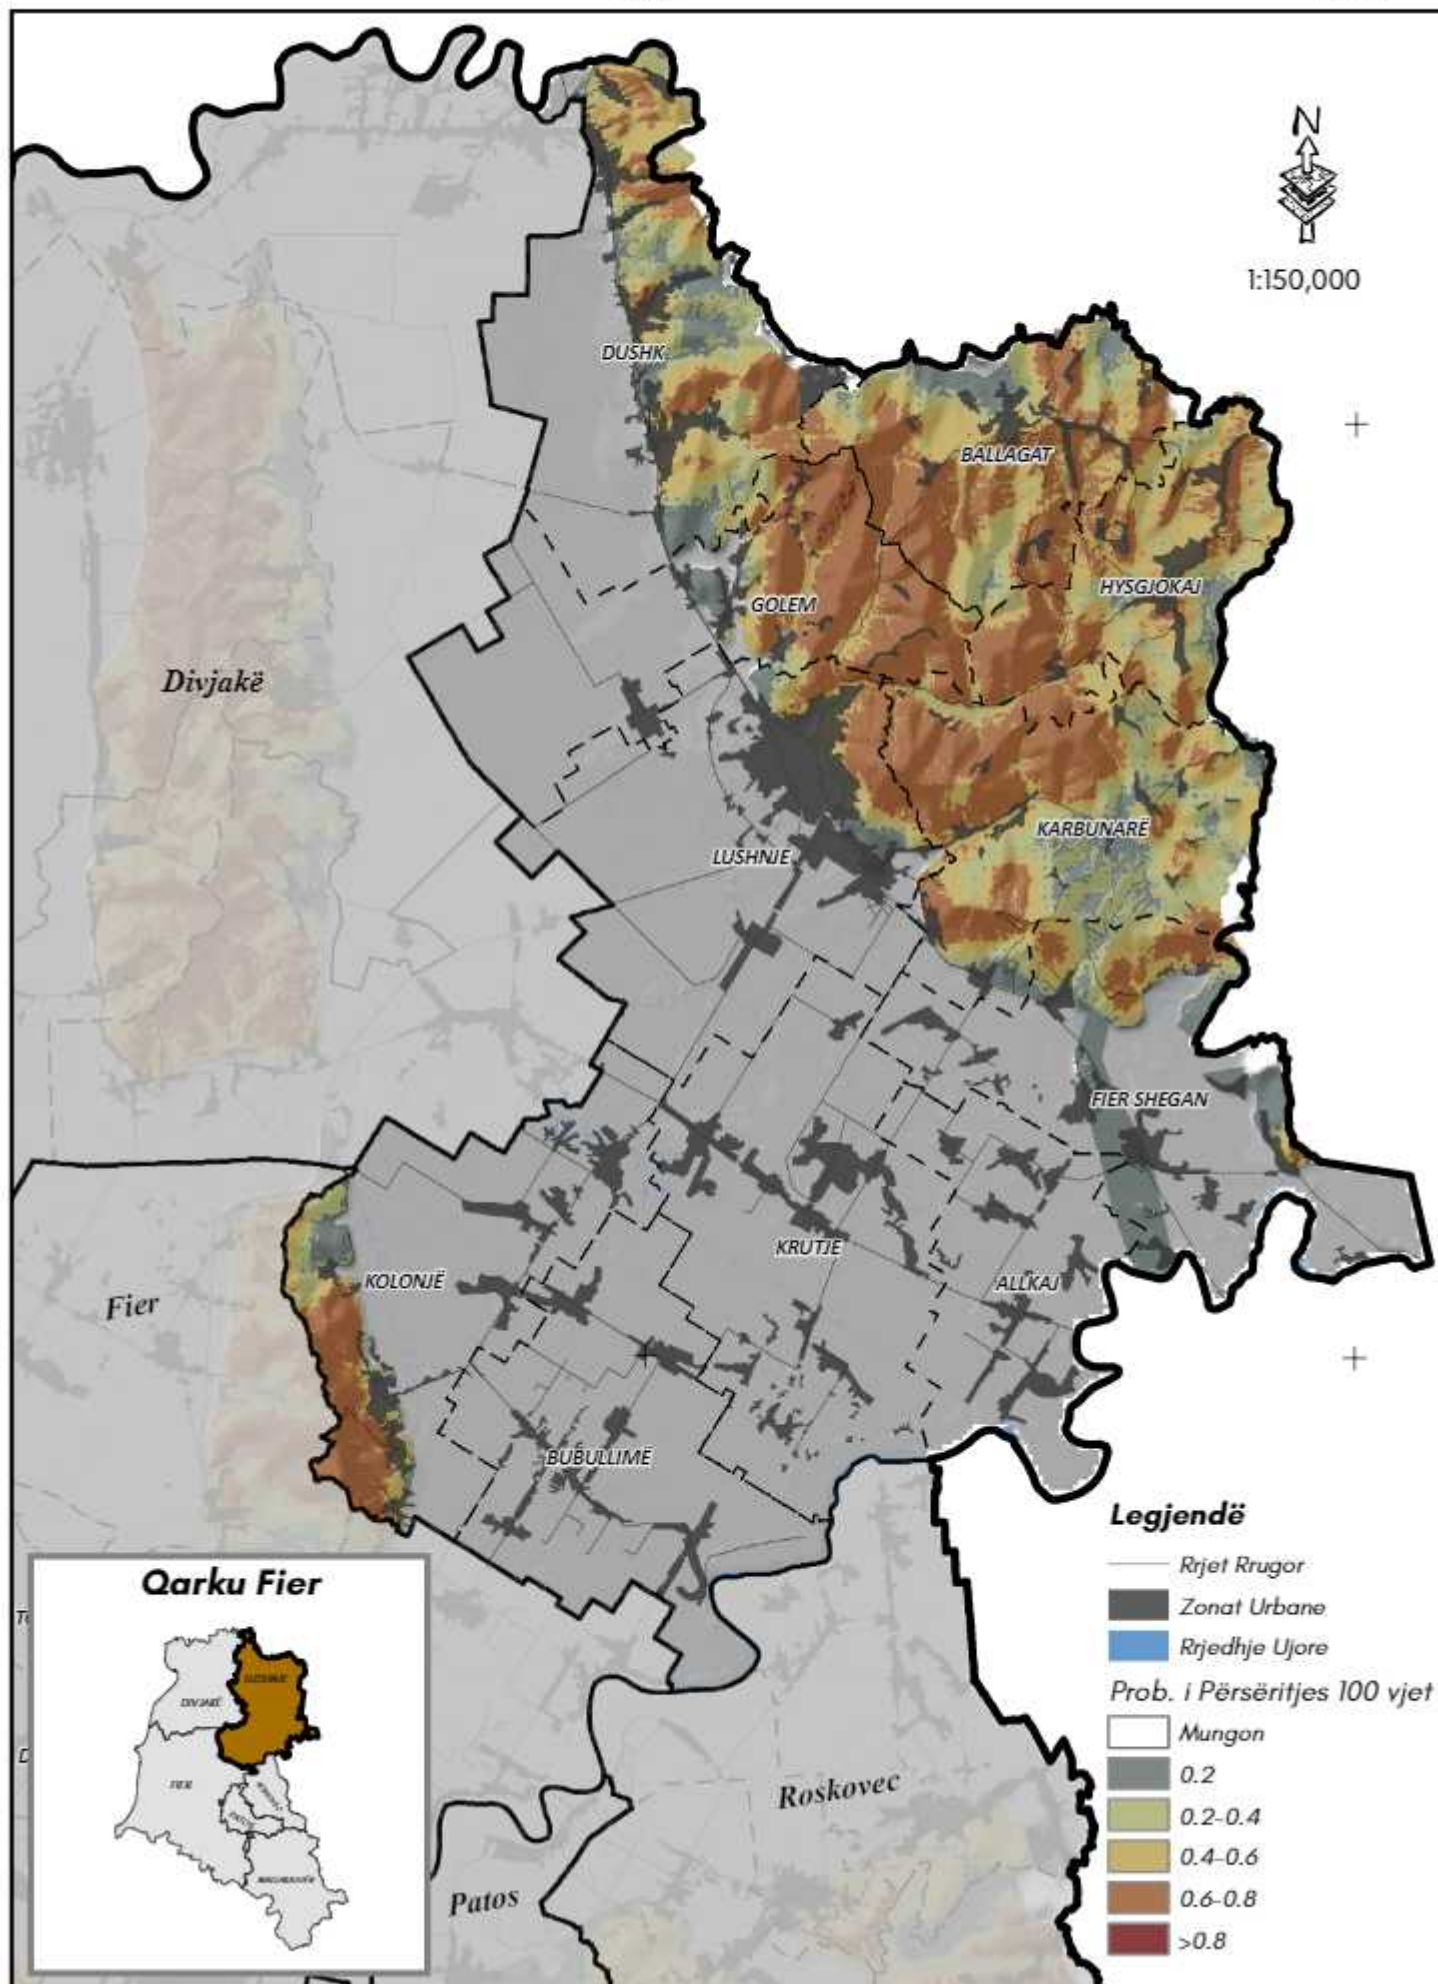 N
1:150,000
DUSHK
BALLAGAT
HYSGJOKAJ
GOLEM
Divjakë
KARBUNARË
LUSHNJE
FIER SHEGAN
KRUTJE
KOLONJË
ALLKAJ
Fier
BUBULLIMË
Legjendë
Rrjet Rrugor
Zonat Urbane
Rrjedhje Ujore
Prob. i Përsëritjes 100 vjet
Mungon
0.2
0.2-0.4
0.4-0.6
0.6-0.8
>0.8
Qarku Fier
DIVJAKË
FIER
Roskovec
Patos